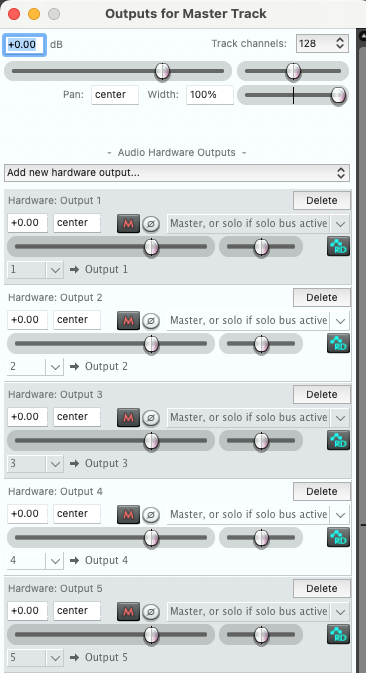 Outputs for Master Track
+0.00 dB Track channels: 128
Pan: center Width: 100%
- Audio Hardware Outputs -
Add new hardware output...
Hardware: Output 1 Delete
+0.00 center M ø Master, or solo if solo bus active
RD
1 → Output 1
Hardware: Output 2 Delete
+0.00 center M ø Master, or solo if solo bus active
RD
2 → Output 2
Hardware: Output 3 Delete
+0.00 center M ø Master, or solo if solo bus active
RD
3 → Output 3
Hardware: Output 4 Delete
+0.00 center M ø Master, or solo if solo bus active
RD
4 → Output 4
Hardware: Output 5 Delete
+0.00 center M ø Master, or solo if solo bus active
RD
5 → Output 5